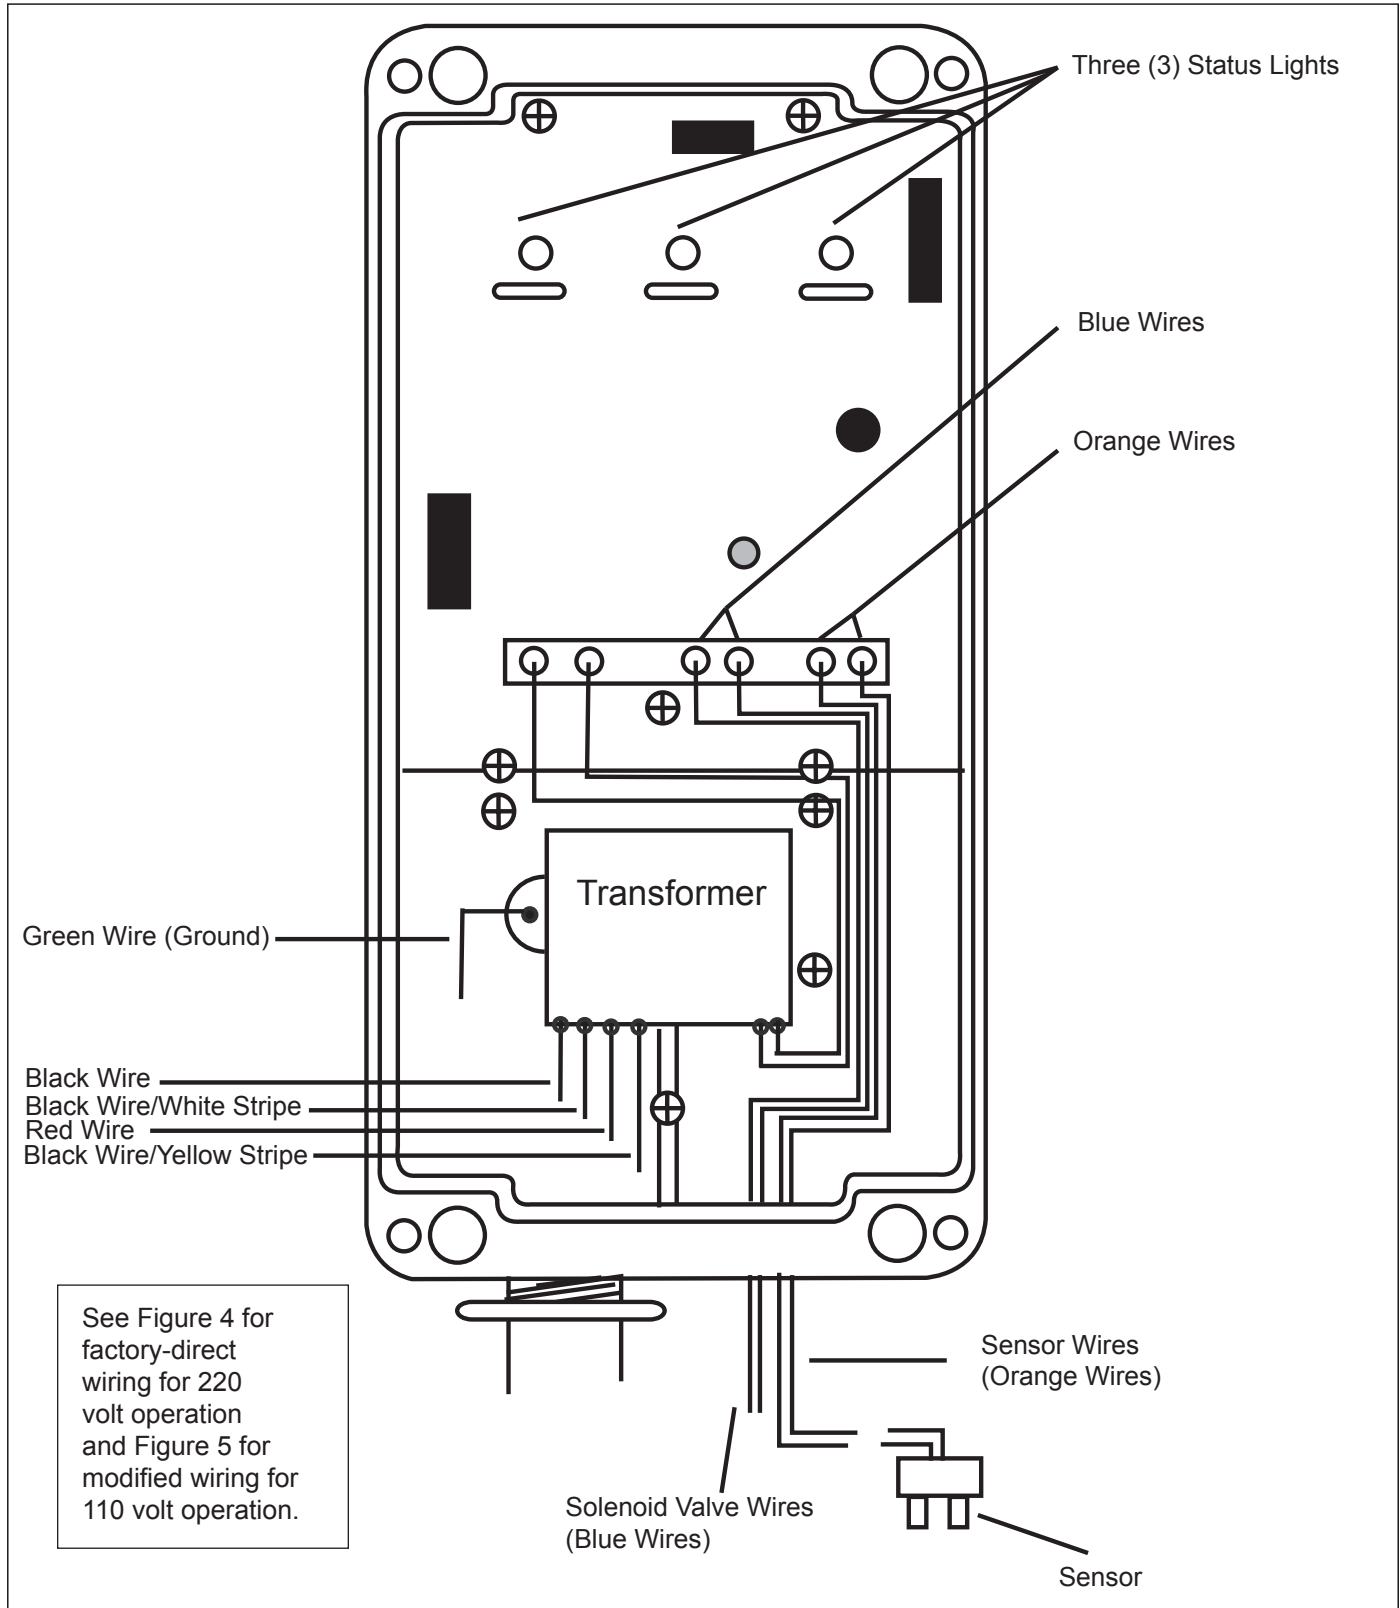 Three (3) Status Lights
Blue Wires
Orange Wires
Transformer
Green Wire (Ground)
Black Wire
Black Wire/White Stripe
Red Wire
Black Wire/Yellow Stripe
See Figure 4 for
factory-direct
wiring for 220
volt operation
and Figure 5 for
modified wiring for
110 volt operation.
Sensor Wires
(Orange Wires)
Solenoid Valve Wires
(Blue Wires)
Sensor